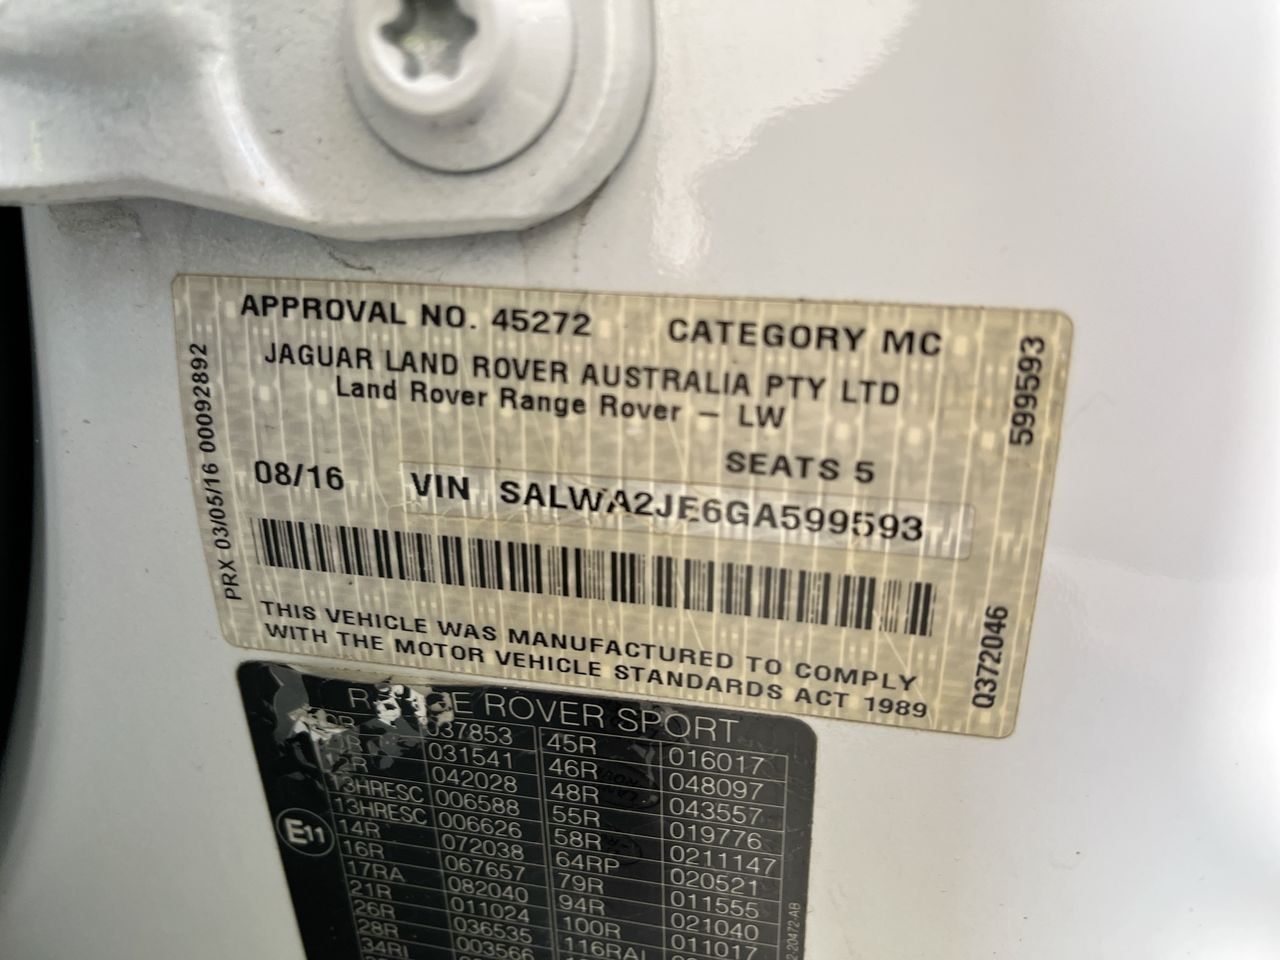 APPROVAL NO. 45272 CATEGORY MC
JAGUAR LAND ROVER AUSTRALIA PTY LTD
Land Rover Range Rover – LW
SEATS 5
08/16 VIN SALWA2JE6GA599593
THIS VEHICLE WAS MANUFACTURED TO COMPLY
WITH THE MOTOR VEHICLE STANDARDS ACT 1989
PRX 03/05/16 00092892
599593
Q372046
ROVER SPORT
E11
037853 45R 016017
031541 46R 048097
042028 48R 043557
13HRESC 006588 55R 019776
13HRESC 006626 58R 0211147
14R 072038 64RP 020521
16R 067657 79R 011555
17RA 082040 94R 021040
21R 011024 100R 011017
26R 036535 116RAI
28R 003566
34RI